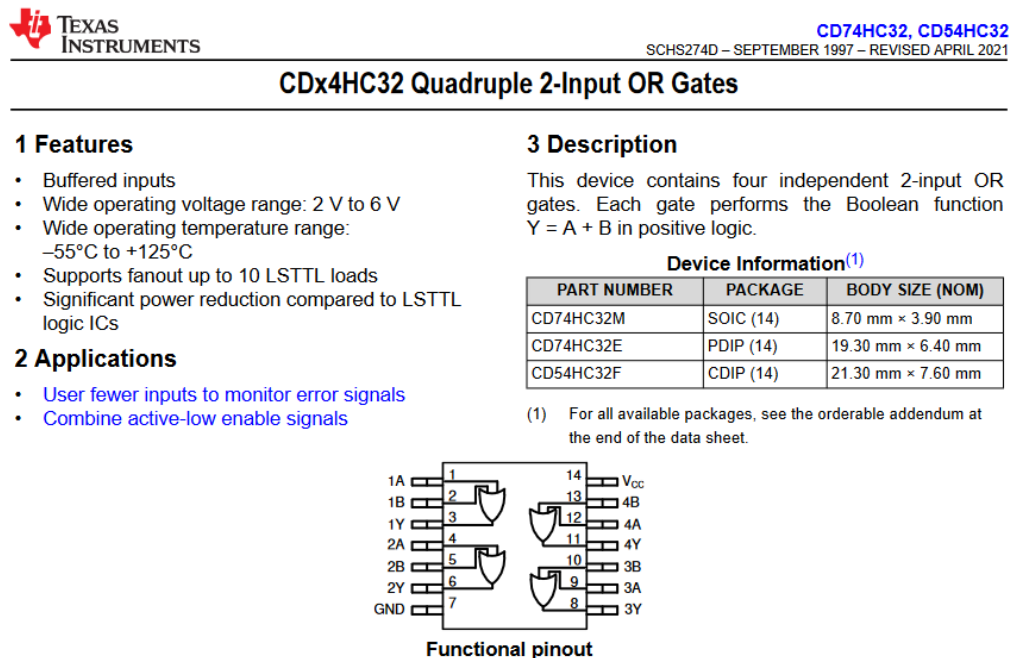 TEXAS
INSTRUMENTS
CD74HC32, CD54HC32
SCHS274D – SEPTEMBER 1997 – REVISED APRIL 2021
CDx4HC32 Quadruple 2-Input OR Gates
1 Features
• Buffered inputs
• Wide operating voltage range: 2 V to 6 V
• Wide operating temperature range:
–55°C to +125°C
• Supports fanout up to 10 LSTTL loads
• Significant power reduction compared to LSTTL
logic ICs
2 Applications
• User fewer inputs to monitor error signals
• Combine active-low enable signals
3 Description
This device contains four independent 2-input OR
gates. Each gate performs the Boolean function
Y = A + B in positive logic.
Device Information(1)
PART NUMBER PACKAGE BODY SIZE (NOM)
CD74HC32M SOIC (14) 8.70 mm × 3.90 mm
CD74HC32E PDIP (14) 19.30 mm × 6.40 mm
CD54HC32F CDIP (14) 21.30 mm × 7.60 mm
(1) For all available packages, see the orderable addendum at
the end of the data sheet.
1A 1 14 VCC
1B 2 13 4B
1Y 3 12 4A
2A 4 11 4Y
2B 5 10 3B
2Y 6 9 3A
GND 7 8 3Y
Functional pinout